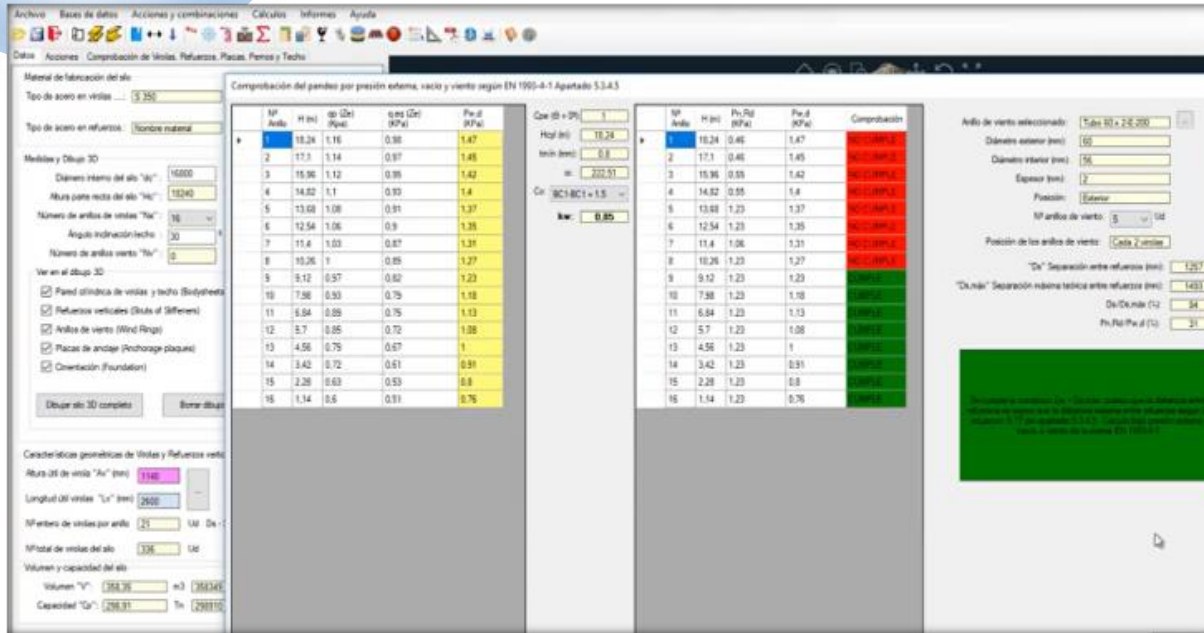 Archivo Bases de datos Acciones y combinaciones Cálculos Informes Ayuda
Datos Acciones Comprobación de Virolas, Refuerzos, Placas, Pernos y Techo
Material de fabricación del silo
Tipo de acero en virolas ....: S 350
Tipo de acero en refuerzos : Nombre material
Medidas y Dibujo 3D
Diámetro interno del silo "dc" : 16000
Altura parte recta del silo "Hc" : 18240
Número de anillos de virolas "Na" : 16
Angulo inclinación techo : 30 º
Número de anillos viento "Nv" : 0
Ver en el dibujo 3D
Pared cilíndrica de virolas y techo (Bodysheets
Refuerzos verticales (Struts of Stiffeners)
Anillos de viento (Wind Rings)
Placas de anclaje (Anchorage plaques)
Cimentación (Foundation)
Dibujar silo 3D completo Borrar dibujo
Características geométricas de Virolas y Refuerzos vertic
Altura útil de virola "Av" (mm) 1140
Longitud útil virolas "Lv" (mm) 2600 ...
Nº entero de virolas por anillo 21 Ud Ds -
Nº total de virolas del silo 336 Ud
Volumen y capacidad del silo
Volumen "V": m3
Capacidad "Cp": 298,91 Tn
Comprobación del pandeo por presión externa, vacío y viento según EN 1993-4-1 Apartado 5.3.4.5
Nº Anillo H (m) qp (Ze) (Kpa) q,eq (Ze) (KPa) Pw,d (KPa)
1 18,24 1,16 0,98 1,47
2 17,1 1,14 0,97 1,45
3 15,96 1,12 0,95 1,42
4 14,82 1,1 0,93 1,4
5 13,68 1,08 0,91 1,37
6 12,54 1,06 0,9 1,35
7 11,4 1,03 0,87 1,31
8 10,26 1 0,85 1,27
9 9,12 0,97 0,82 1,23
10 7,98 0,93 0,79 1,18
11 6,84 0,89 0,75 1,13
12 5,7 0,85 0,72 1,08
13 4,56 0,79 0,67 1
14 3,42 0,72 0,61 0,91
15 2,28 0,63 0,53 0,8
16 1,14 0,6 0,51 0,76
Cpe (θ = 0º) 1
Hcyl (m) 18,24
tmín (mm): 0,8
m: 222,51
Co BC1-BC1 = 1.5
kw: 0,85
Nº Anillo H (m) Pn,Rd (KPa) Pw,d (KPa) Comprobación
1 18,24 0,46 1,47 NO CUMPLE
2 17,1 0,46 1,45 NO CUMPLE
3 15,96 0,55 1,42 NO CUMPLE
4 14,82 0,55 1,4 NO CUMPLE
5 13,68 1,23 1,37 NO CUMPLE
6 12,54 1,23 1,35 NO CUMPLE
7 11,4 1,06 1,31 NO CUMPLE
8 10,26 1,23 1,27 NO CUMPLE
9 9,12 1,23 1,23 CUMPLE
10 7,98 1,23 1,18 CUMPLE
11 6,84 1,23 1,13 CUMPLE
12 5,7 1,23 1,08 CUMPLE
13 4,56 1,23 1 CUMPLE
14 3,42 1,23 0,91 CUMPLE
15 2,28 1,23 0,8 CUMPLE
16 1,14 1,23 0,76 CUMPLE
Anillo de viento seleccionado: Tubo 60 x 2-E-200 ...
Diámetro exterior (mm): 60
Diámetro interior (mm): 56
Espesor (mm): 2
Posición: Exterior
Nº anillos de viento: 5 Ud
Posición de los anillos de viento: Cada 2 virolas
"Ds" Separación entre refuerzos (mm): 1257
"Ds,máx" Separación máxima teórica entre refuerzos (mm): 1493
Ds/Ds,máx (%): 84
Pn,Rd/Pw,d (%): 31